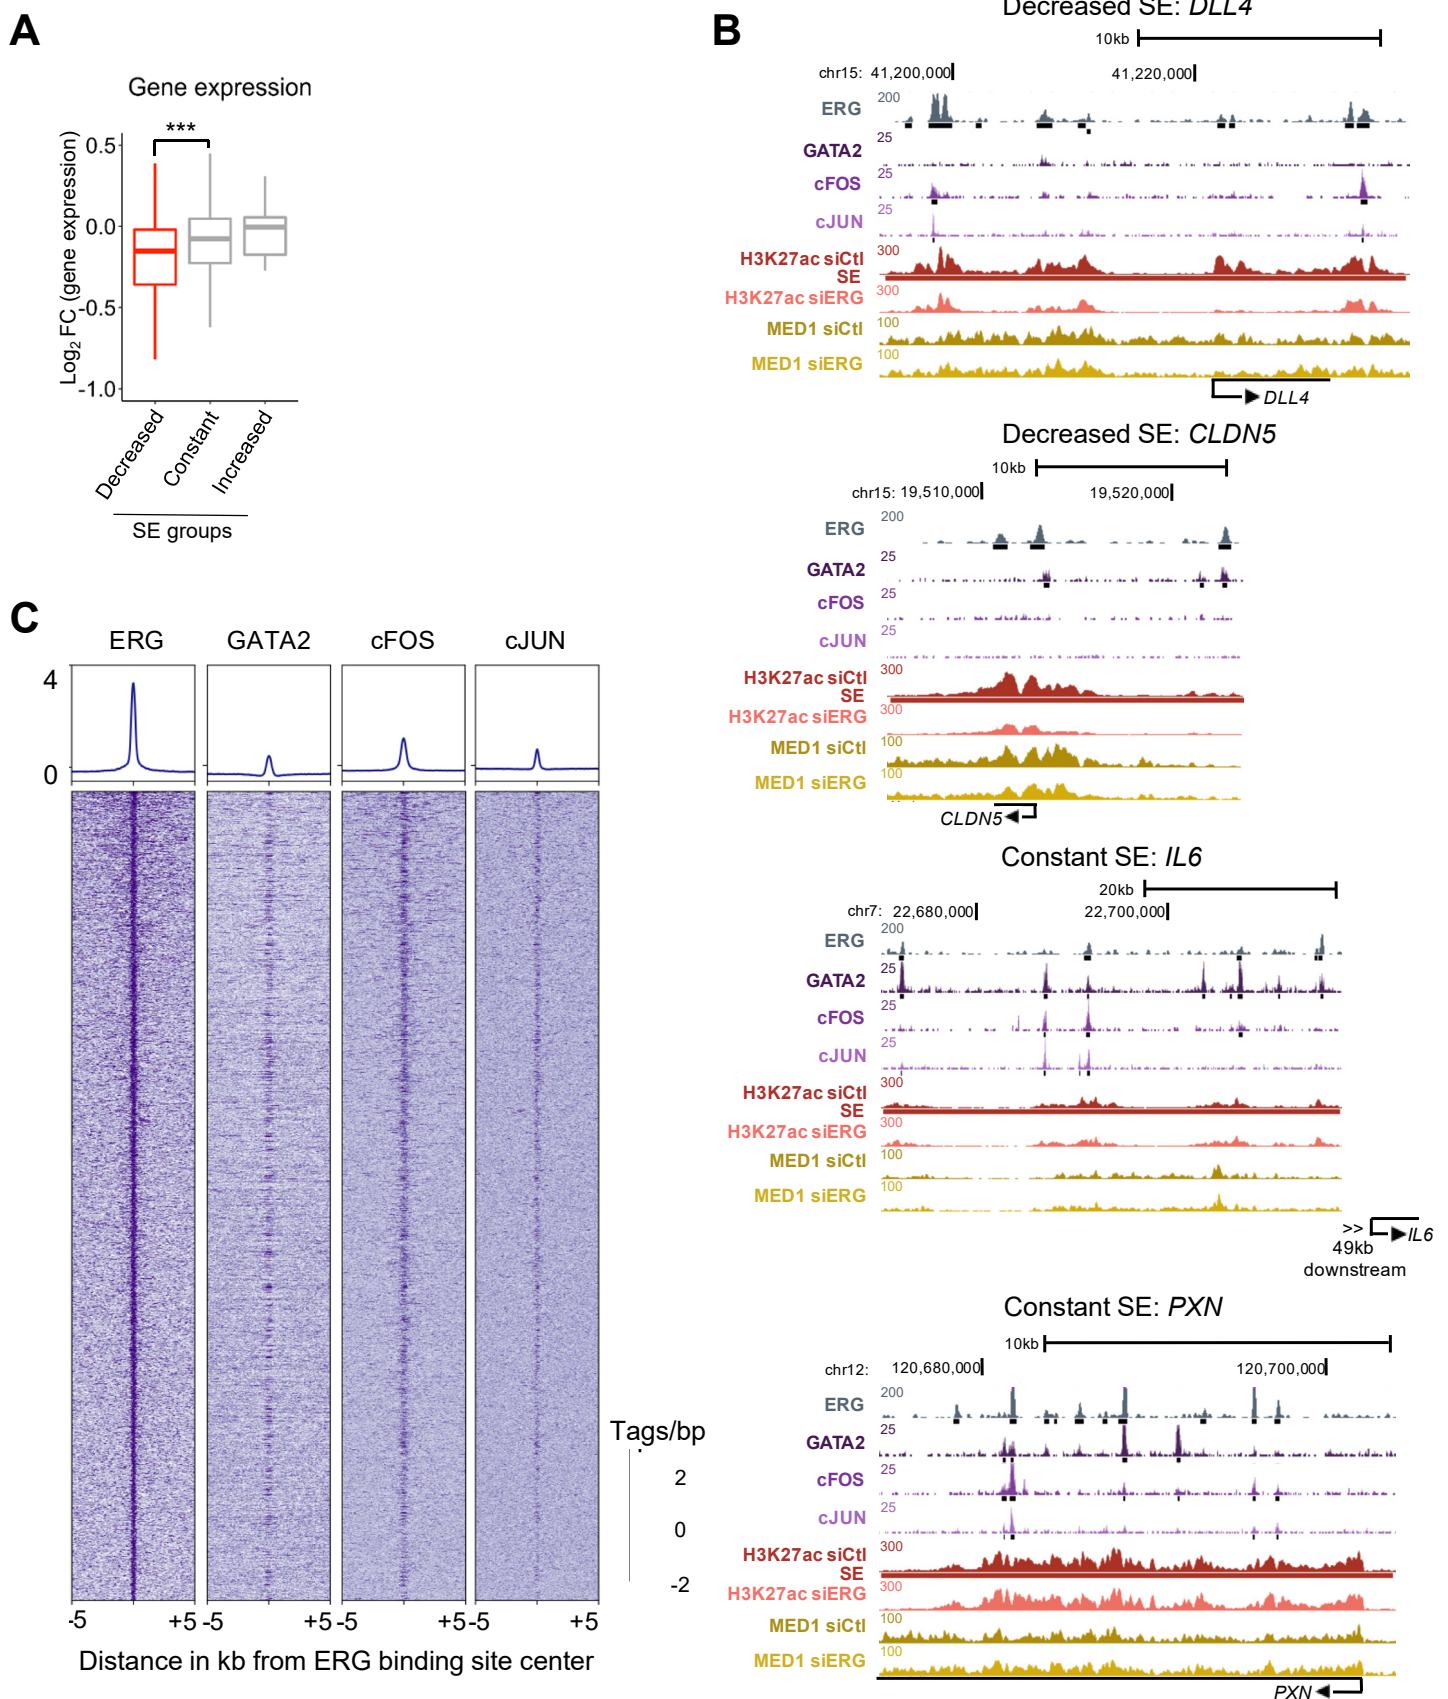 A
Gene expression
***
Log2 FC (gene expression)
0.5
0.0
-0.5
-1.0
Decreased
Constant
Increased
SE groups
B
Decreased SE: DLL4
10kb
chr15: 41,200,000 41,220,000
ERG 200
GATA2 25
cFOS 25
cJUN 25
H3K27ac siCtl 300
SE
H3K27ac siERG 300
MED1 siCtl 100
MED1 siERG 100
DLL4
Decreased SE: CLDN5
10kb
chr15: 19,510,000 19,520,000
ERG 200
GATA2 25
cFOS 25
cJUN 25
H3K27ac siCtl 300
SE
H3K27ac siERG 300
MED1 siCtl 100
MED1 siERG 100
CLDN5
Constant SE: IL6
20kb
chr7: 22,680,000 22,700,000
ERG 200
GATA2 25
cFOS 25
cJUN 25
H3K27ac siCtl 300
SE
H3K27ac siERG 300
MED1 siCtl 100
MED1 siERG 100
>> IL6
49kb
downstream
Constant SE: PXN
10kb
chr12: 120,680,000 120,700,000
ERG 200
GATA2 25
cFOS 25
cJUN 25
H3K27ac siCtl 300
SE
H3K27ac siERG 300
MED1 siCtl 100
MED1 siERG 100
PXN
C
ERG GATA2 cFOS cJUN
4
0
Tags/bp
2
0
-2
-5 +5 -5 +5 -5 +5 -5 +5
Distance in kb from ERG binding site center